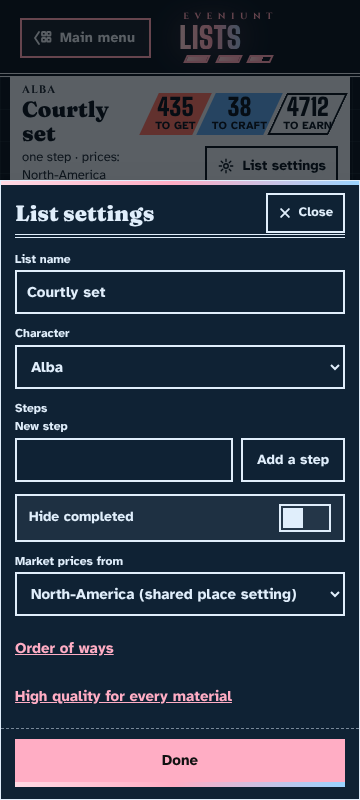 Main menu
EVENIUNT
LISTS
ALBA
Courtly
set
435
TO GET
38
TO CRAFT
4712
TO EARN
one step · prices:
North-America
List settings
List settings
Close
List name
Courtly set
Character
Alba
Steps
New step
Add a step
Hide completed
Market prices from
North-America (shared place setting)
Order of ways
High quality for every material
Done